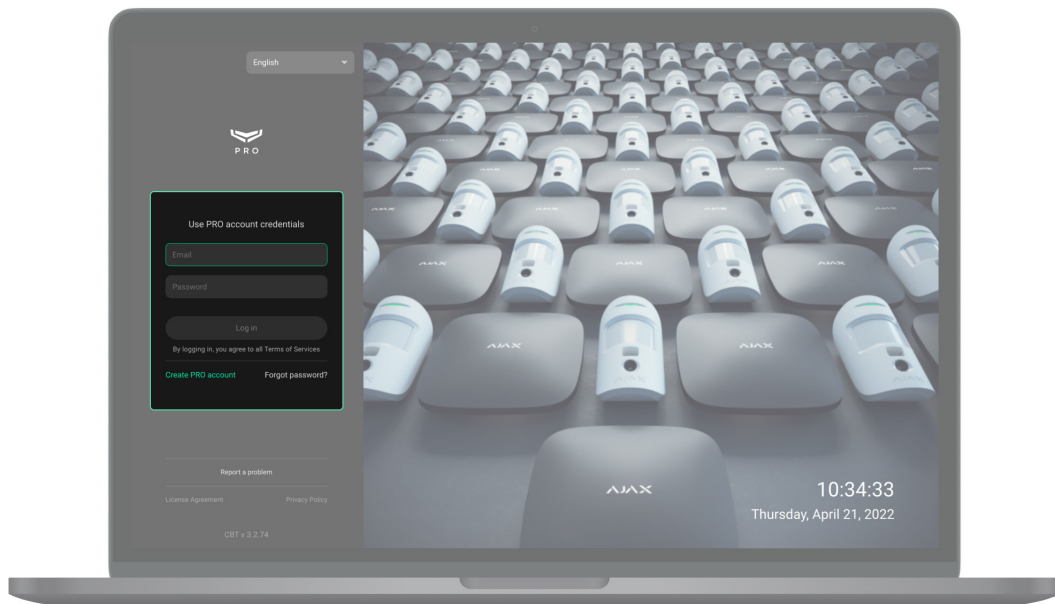 English
PRO
Use PRO account credentials
Email
Password
Log in
By logging in, you agree to all Terms of Services
Create PRO account Forgot password?
Report a problem
License Agreement Privacy Policy
CBT v 3.2.74
AJAX
AJAX
AJAX
AJAX
AJAX
AJAX
AJAX
10:34:33
Thursday, April 21, 2022